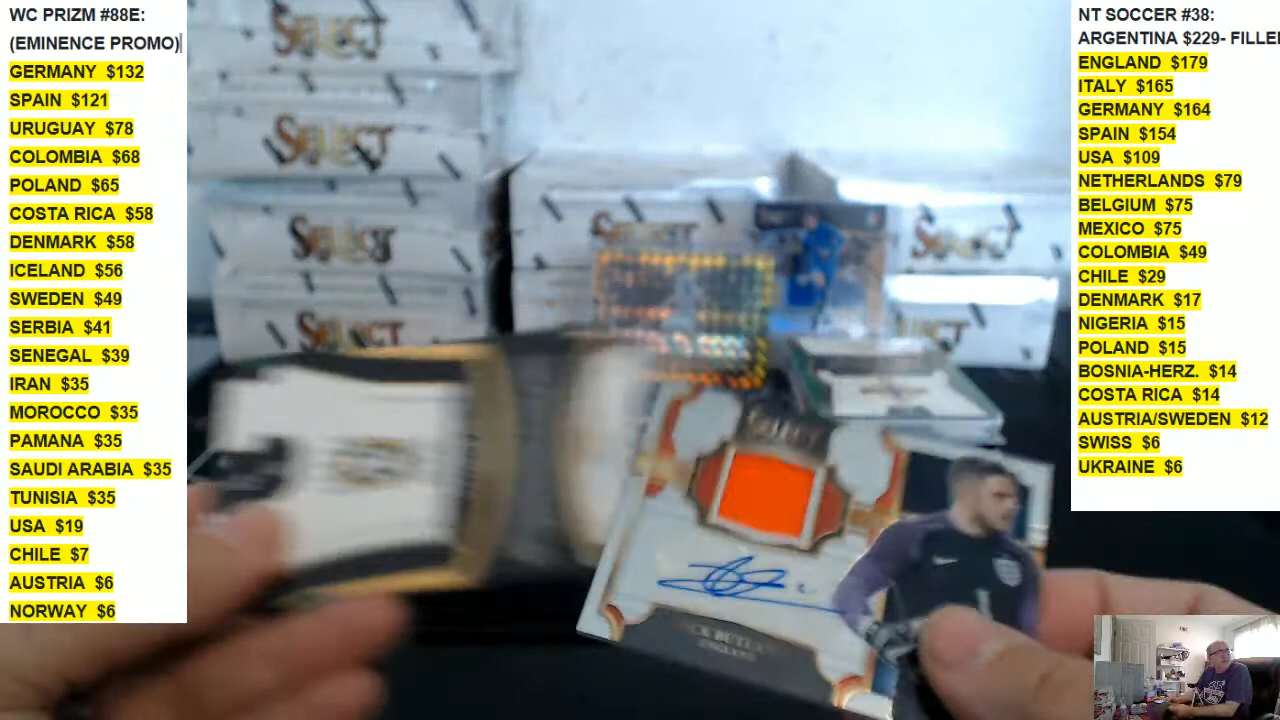 WC PRIZM #88E:
(EMINENCE PROMO)
GERMANY $132
SPAIN $121
URUGUAY $78
COLOMBIA $68
POLAND $65
COSTA RICA $58
DENMARK $58
ICELAND $56
SWEDEN $49
SERBIA $41
SENEGAL $39
IRAN $35
MOROCCO $35
PAMANA $35
SAUDI ARABIA $35
TUNISIA $35
USA $19
CHILE $7
AUSTRIA $6
NORWAY $6
SELECT
SELECT
SELECT
SELECT
SELECT
SELECT
ENGLAND
NT SOCCER #38:
ARGENTINA $229- FILLE
ENGLAND $179
ITALY $165
GERMANY $164
SPAIN $154
USA $109
NETHERLANDS $79
BELGIUM $75
MEXICO $75
COLOMBIA $49
CHILE $29
DENMARK $17
NIGERIA $15
POLAND $15
BOSNIA-HERZ. $14
COSTA RICA $14
AUSTRIA/SWEDEN $12
SWISS $6
UKRAINE $6